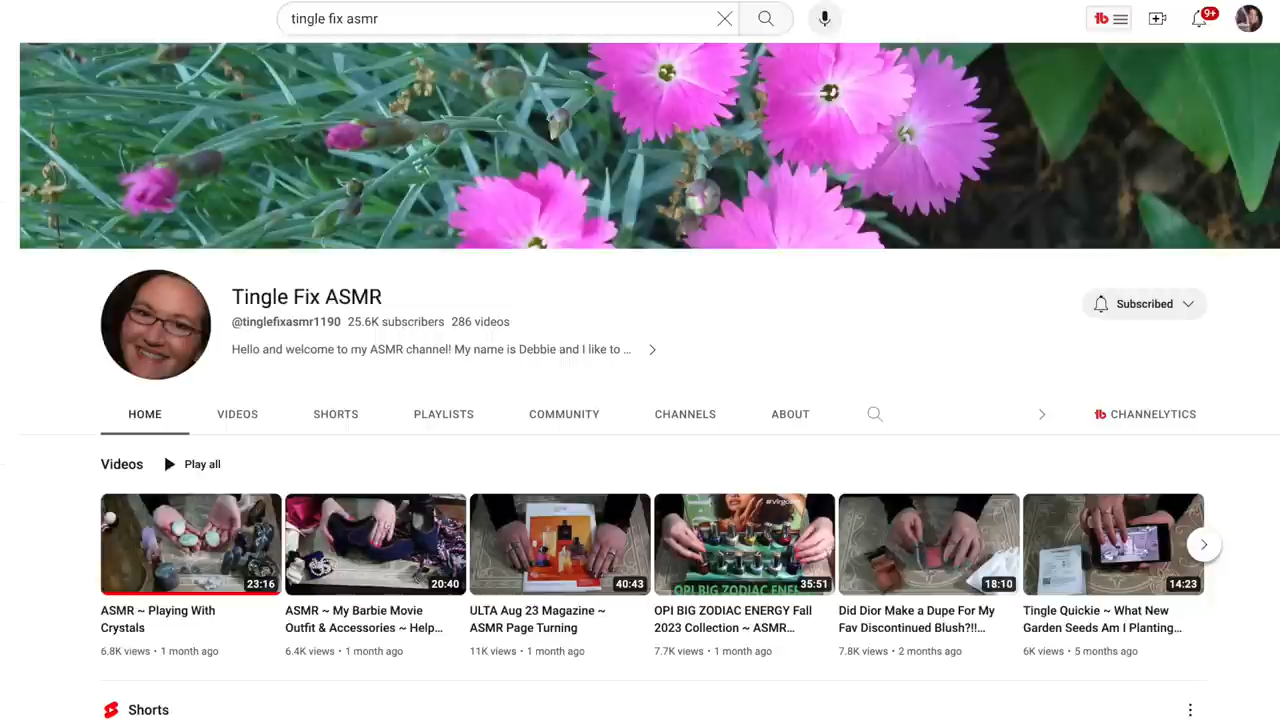 tingle fix asmr
9+
Tingle Fix ASMR
@tinglefixasmr1190 25.6K subscribers 286 videos
Hello and welcome to my ASMR channel! My name is Debbie and I like to ...
Subscribed
HOME VIDEOS SHORTS PLAYLISTS COMMUNITY CHANNELS ABOUT tb CHANNELYTICS
Videos Play all
#Virgo
OPI BIG ZODIAC ENERGY
23:16 20:40 40:43 35:51 18:10 14:23
ASMR ~ Playing With
Crystals
6.8K views • 1 month ago
ASMR ~ My Barbie Movie
Outfit & Accessories ~ Help...
6.4K views • 1 month ago
ULTA Aug 23 Magazine ~
ASMR Page Turning
11K views • 1 month ago
OPI BIG ZODIAC ENERGY Fall
2023 Collection ~ ASMR...
7.7K views • 1 month ago
Did Dior Make a Dupe For My
Fav Discontinued Blush?!!...
7.8K views • 2 months ago
Tingle Quickie ~ What New
Garden Seeds Am I Planting...
6K views • 5 months ago
Shorts